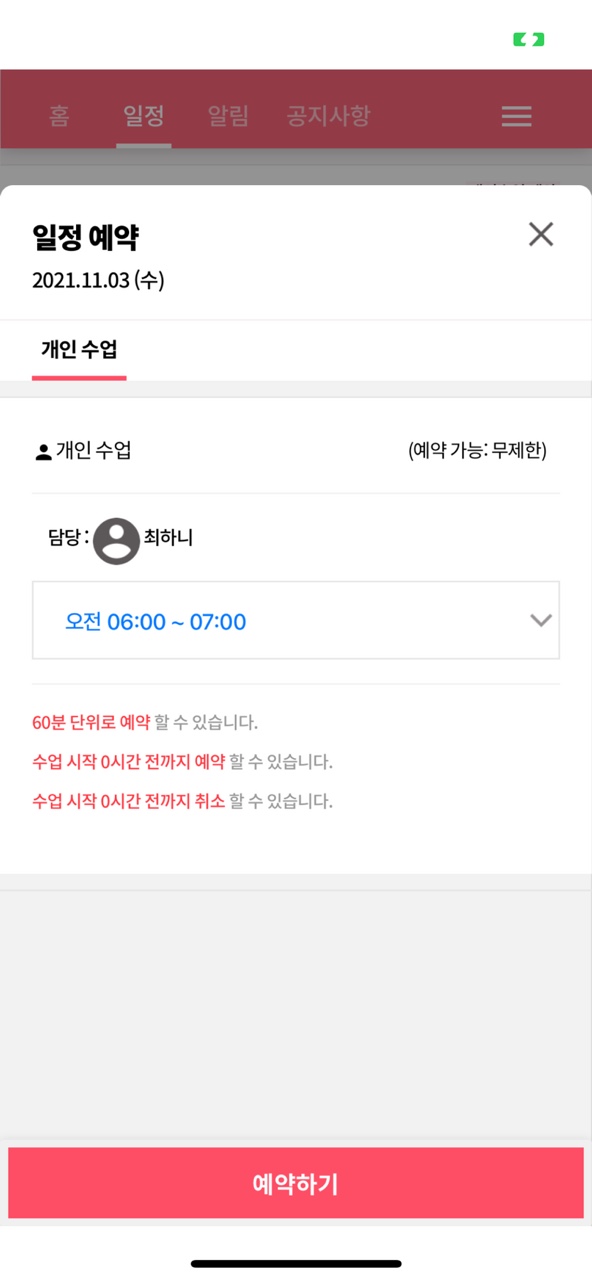 홈 일정 알림 공지사항
일정 예약
2021.11.03 (수)
개인 수업
개인 수업 (예약 가능: 무제한)
담당 : 최하니
오전 06:00 ~ 07:00
60분 단위로 예약 할 수 있습니다.
수업 시작 0시간 전까지 예약 할 수 있습니다.
수업 시작 0시간 전까지 취소 할 수 있습니다.
예약하기